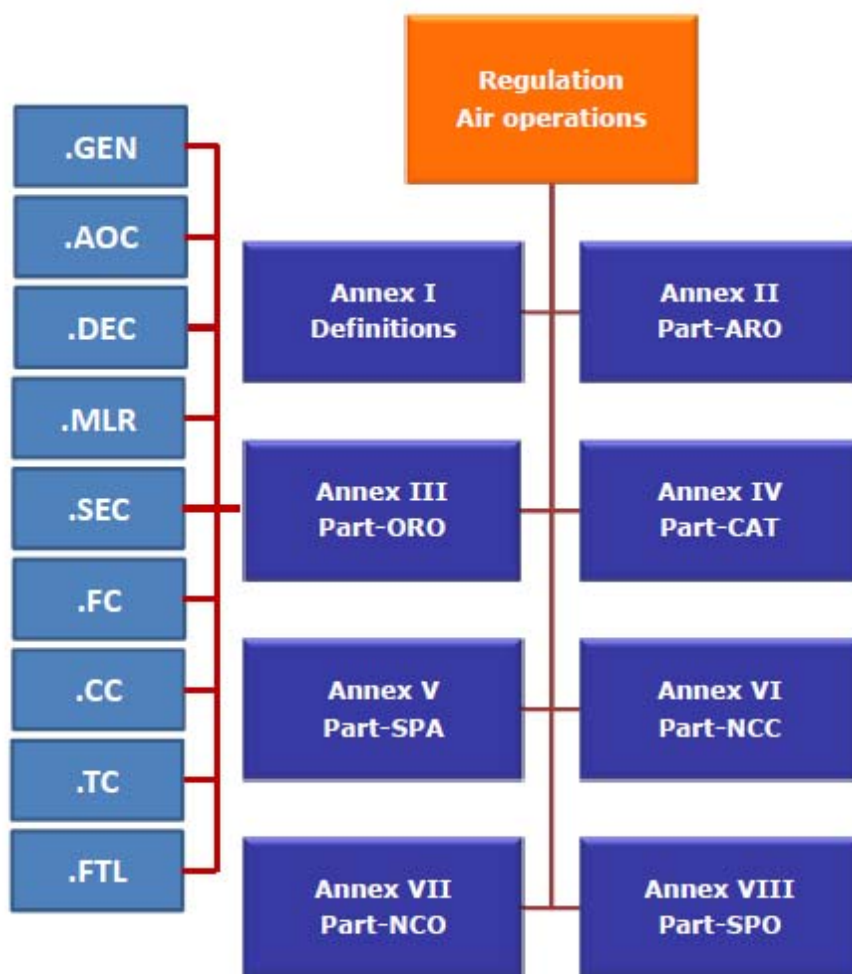 Regulation
Air operations
.GEN
.AOC
.DEC
.MLR
.SEC
.FC
.CC
.TC
.FTL
Annex I
Definitions
Annex II
Part-ARO
Annex III
Part-ORO
Annex IV
Part-CAT
Annex V
Part-SPA
Annex VI
Part-NCC
Annex VII
Part-NCO
Annex VIII
Part-SPO